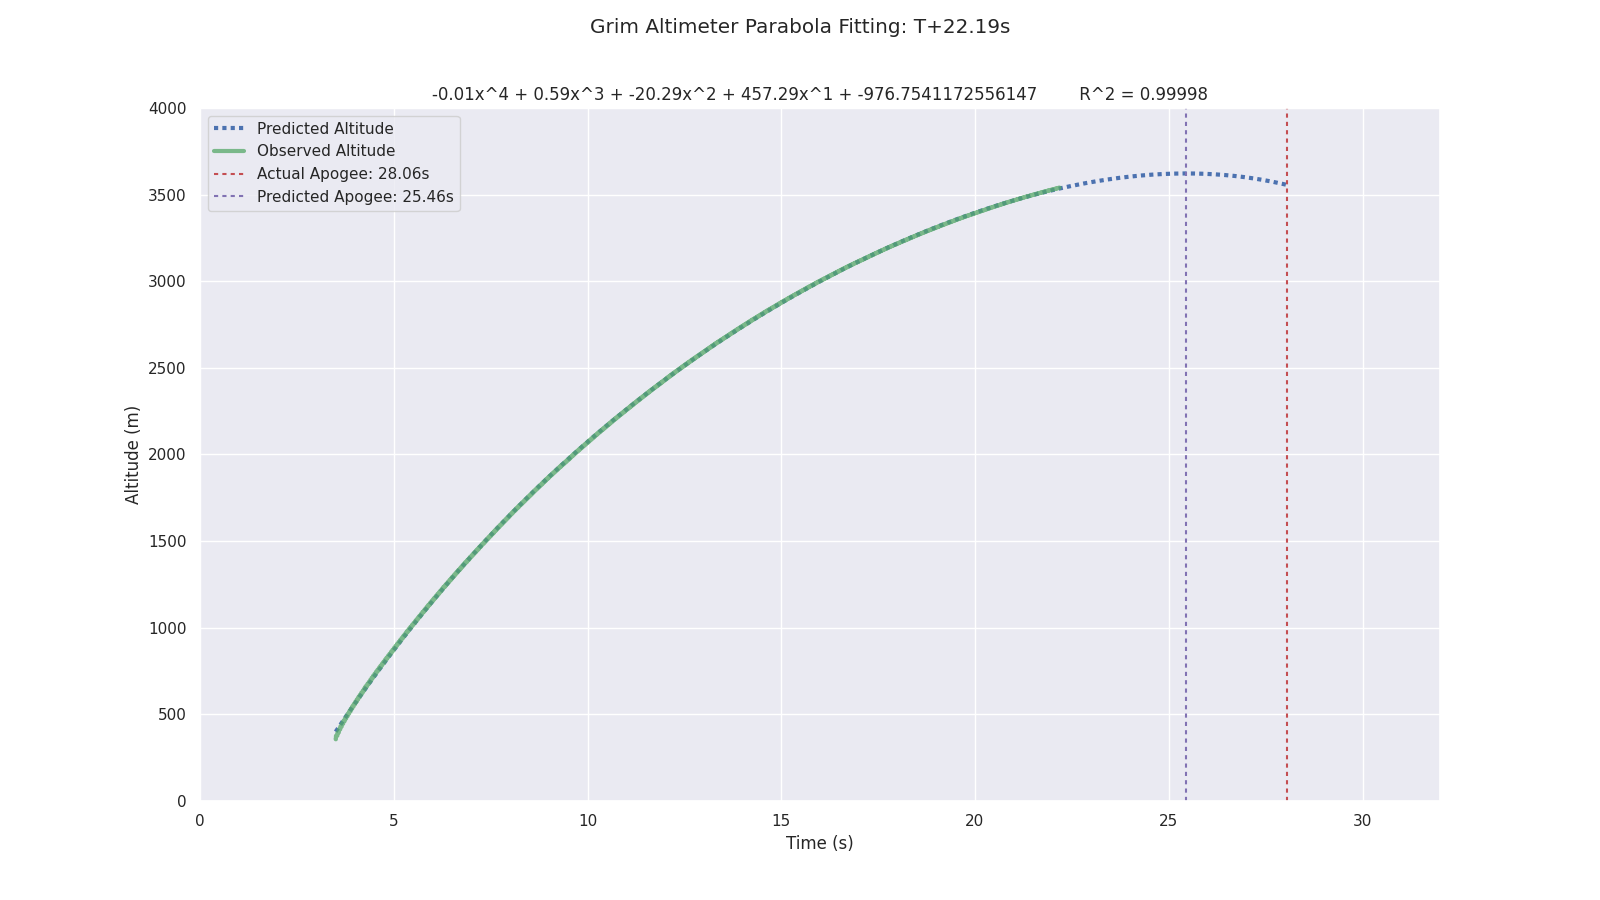 Grim Altimeter Parabola Fitting: T+22.19s
-0.01x^4 + 0.59x^3 + -20.29x^2 + 457.29x^1 + -976.7541172556147 R^2 = 0.99998
Predicted Altitude
Observed Altitude
Actual Apogee: 28.06s
Predicted Apogee: 25.46s
4000
3500
3000
2500
2000
1500
1000
500
0
Altitude (m)
0 5 10 15 20 25 30
Time (s)